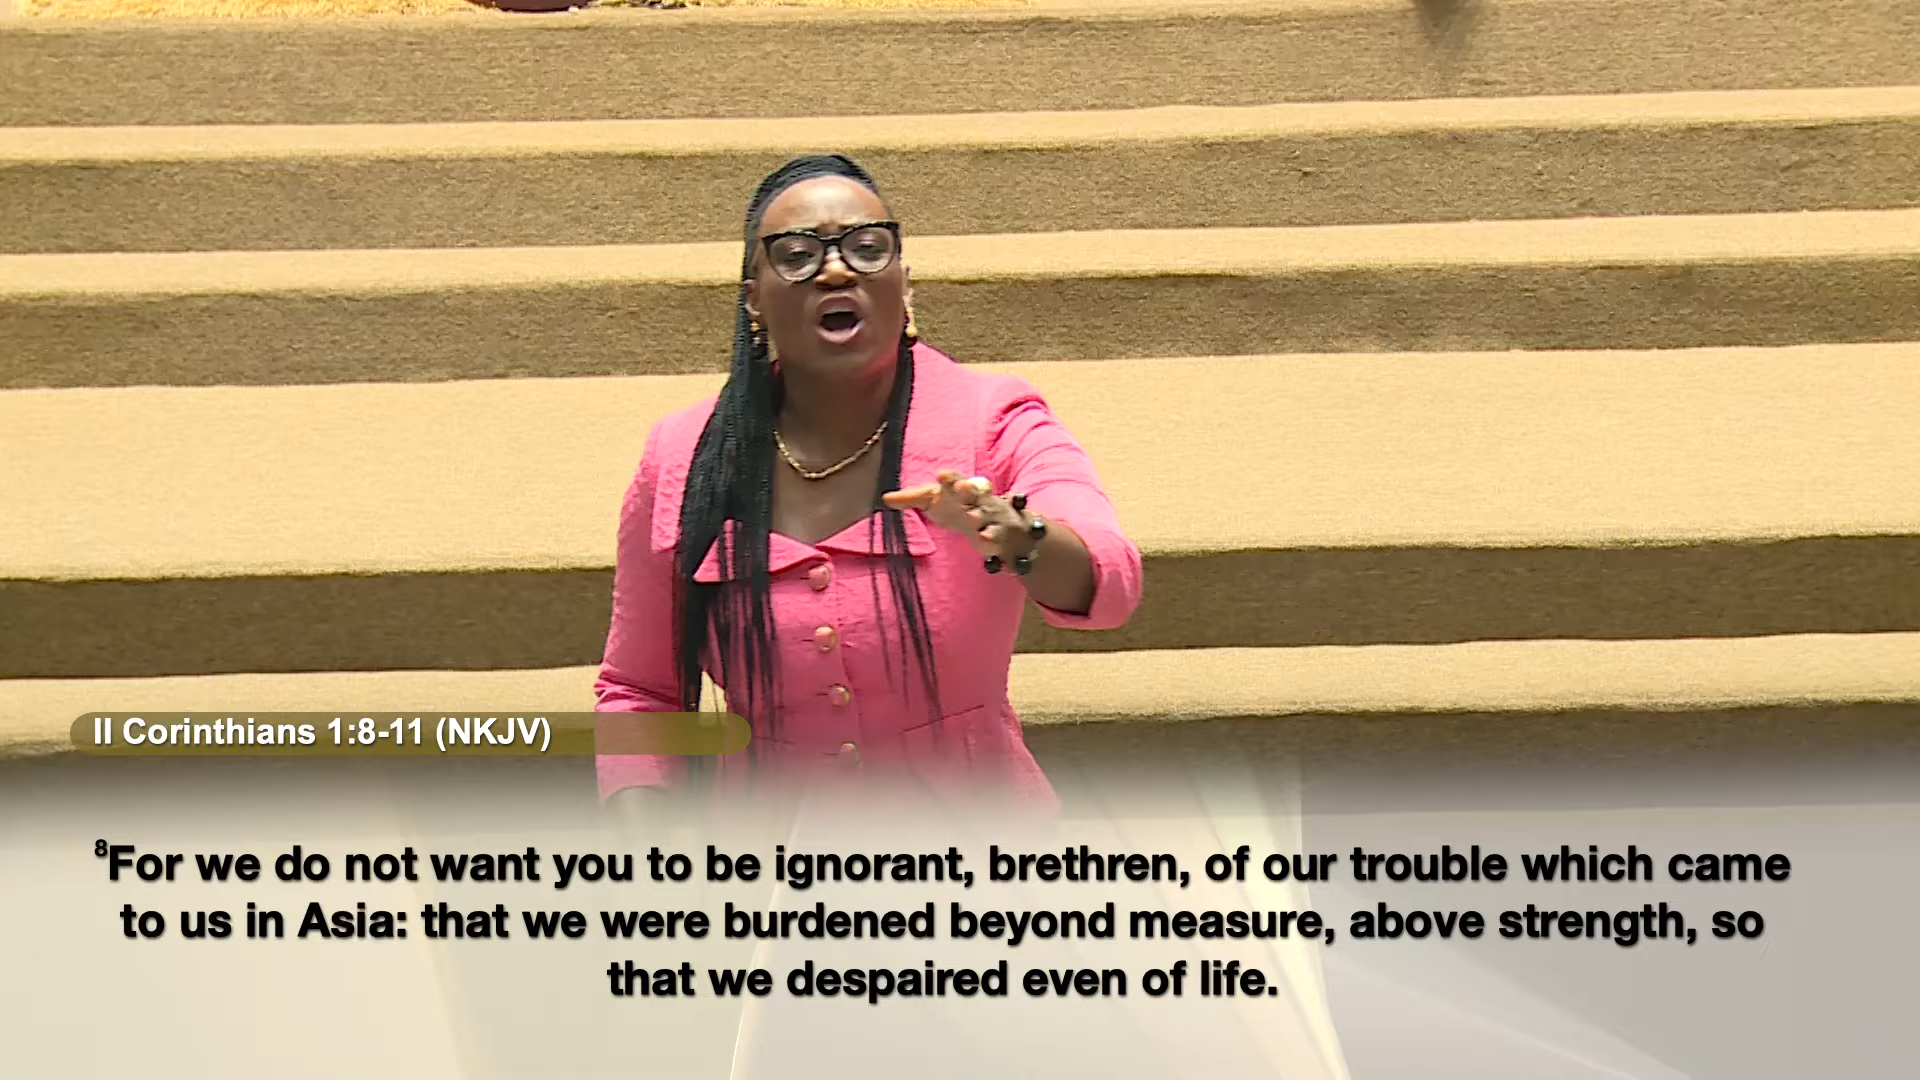 II Corinthians 1:8-11 (NKJV)
⁸For we do not want you to be ignorant, brethren, of our trouble which came
to us in Asia: that we were burdened beyond measure, above strength, so
that we despaired even of life.